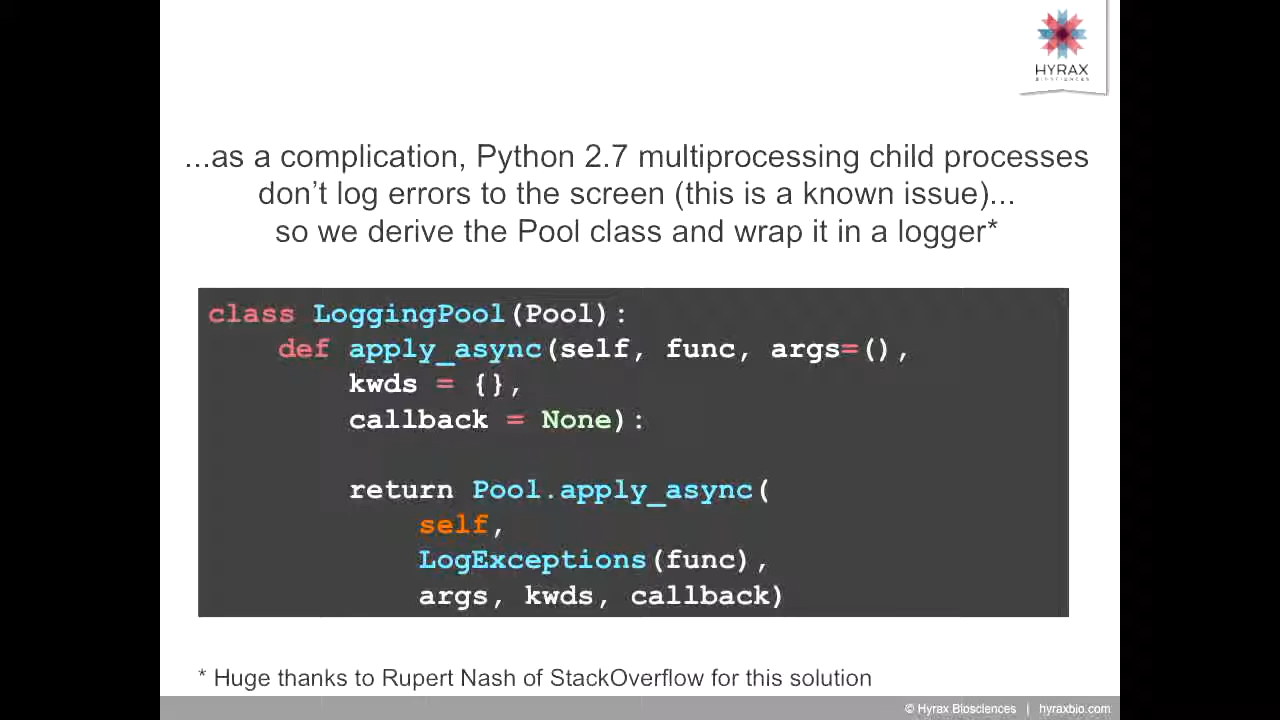 HYRAX
BIOSCIENCES
...as a complication, Python 2.7 multiprocessing child processes
don’t log errors to the screen (this is a known issue)...
so we derive the Pool class and wrap it in a logger*
class LoggingPool(Pool):
    def apply_async(self, func, args=(),
        kwds = {},
        callback = None):
        return Pool.apply_async(
            self,
            LogExceptions(func),
            args, kwds, callback)
* Huge thanks to Rupert Nash of StackOverflow for this solution
© Hyrax Biosciences | hyraxbio.com